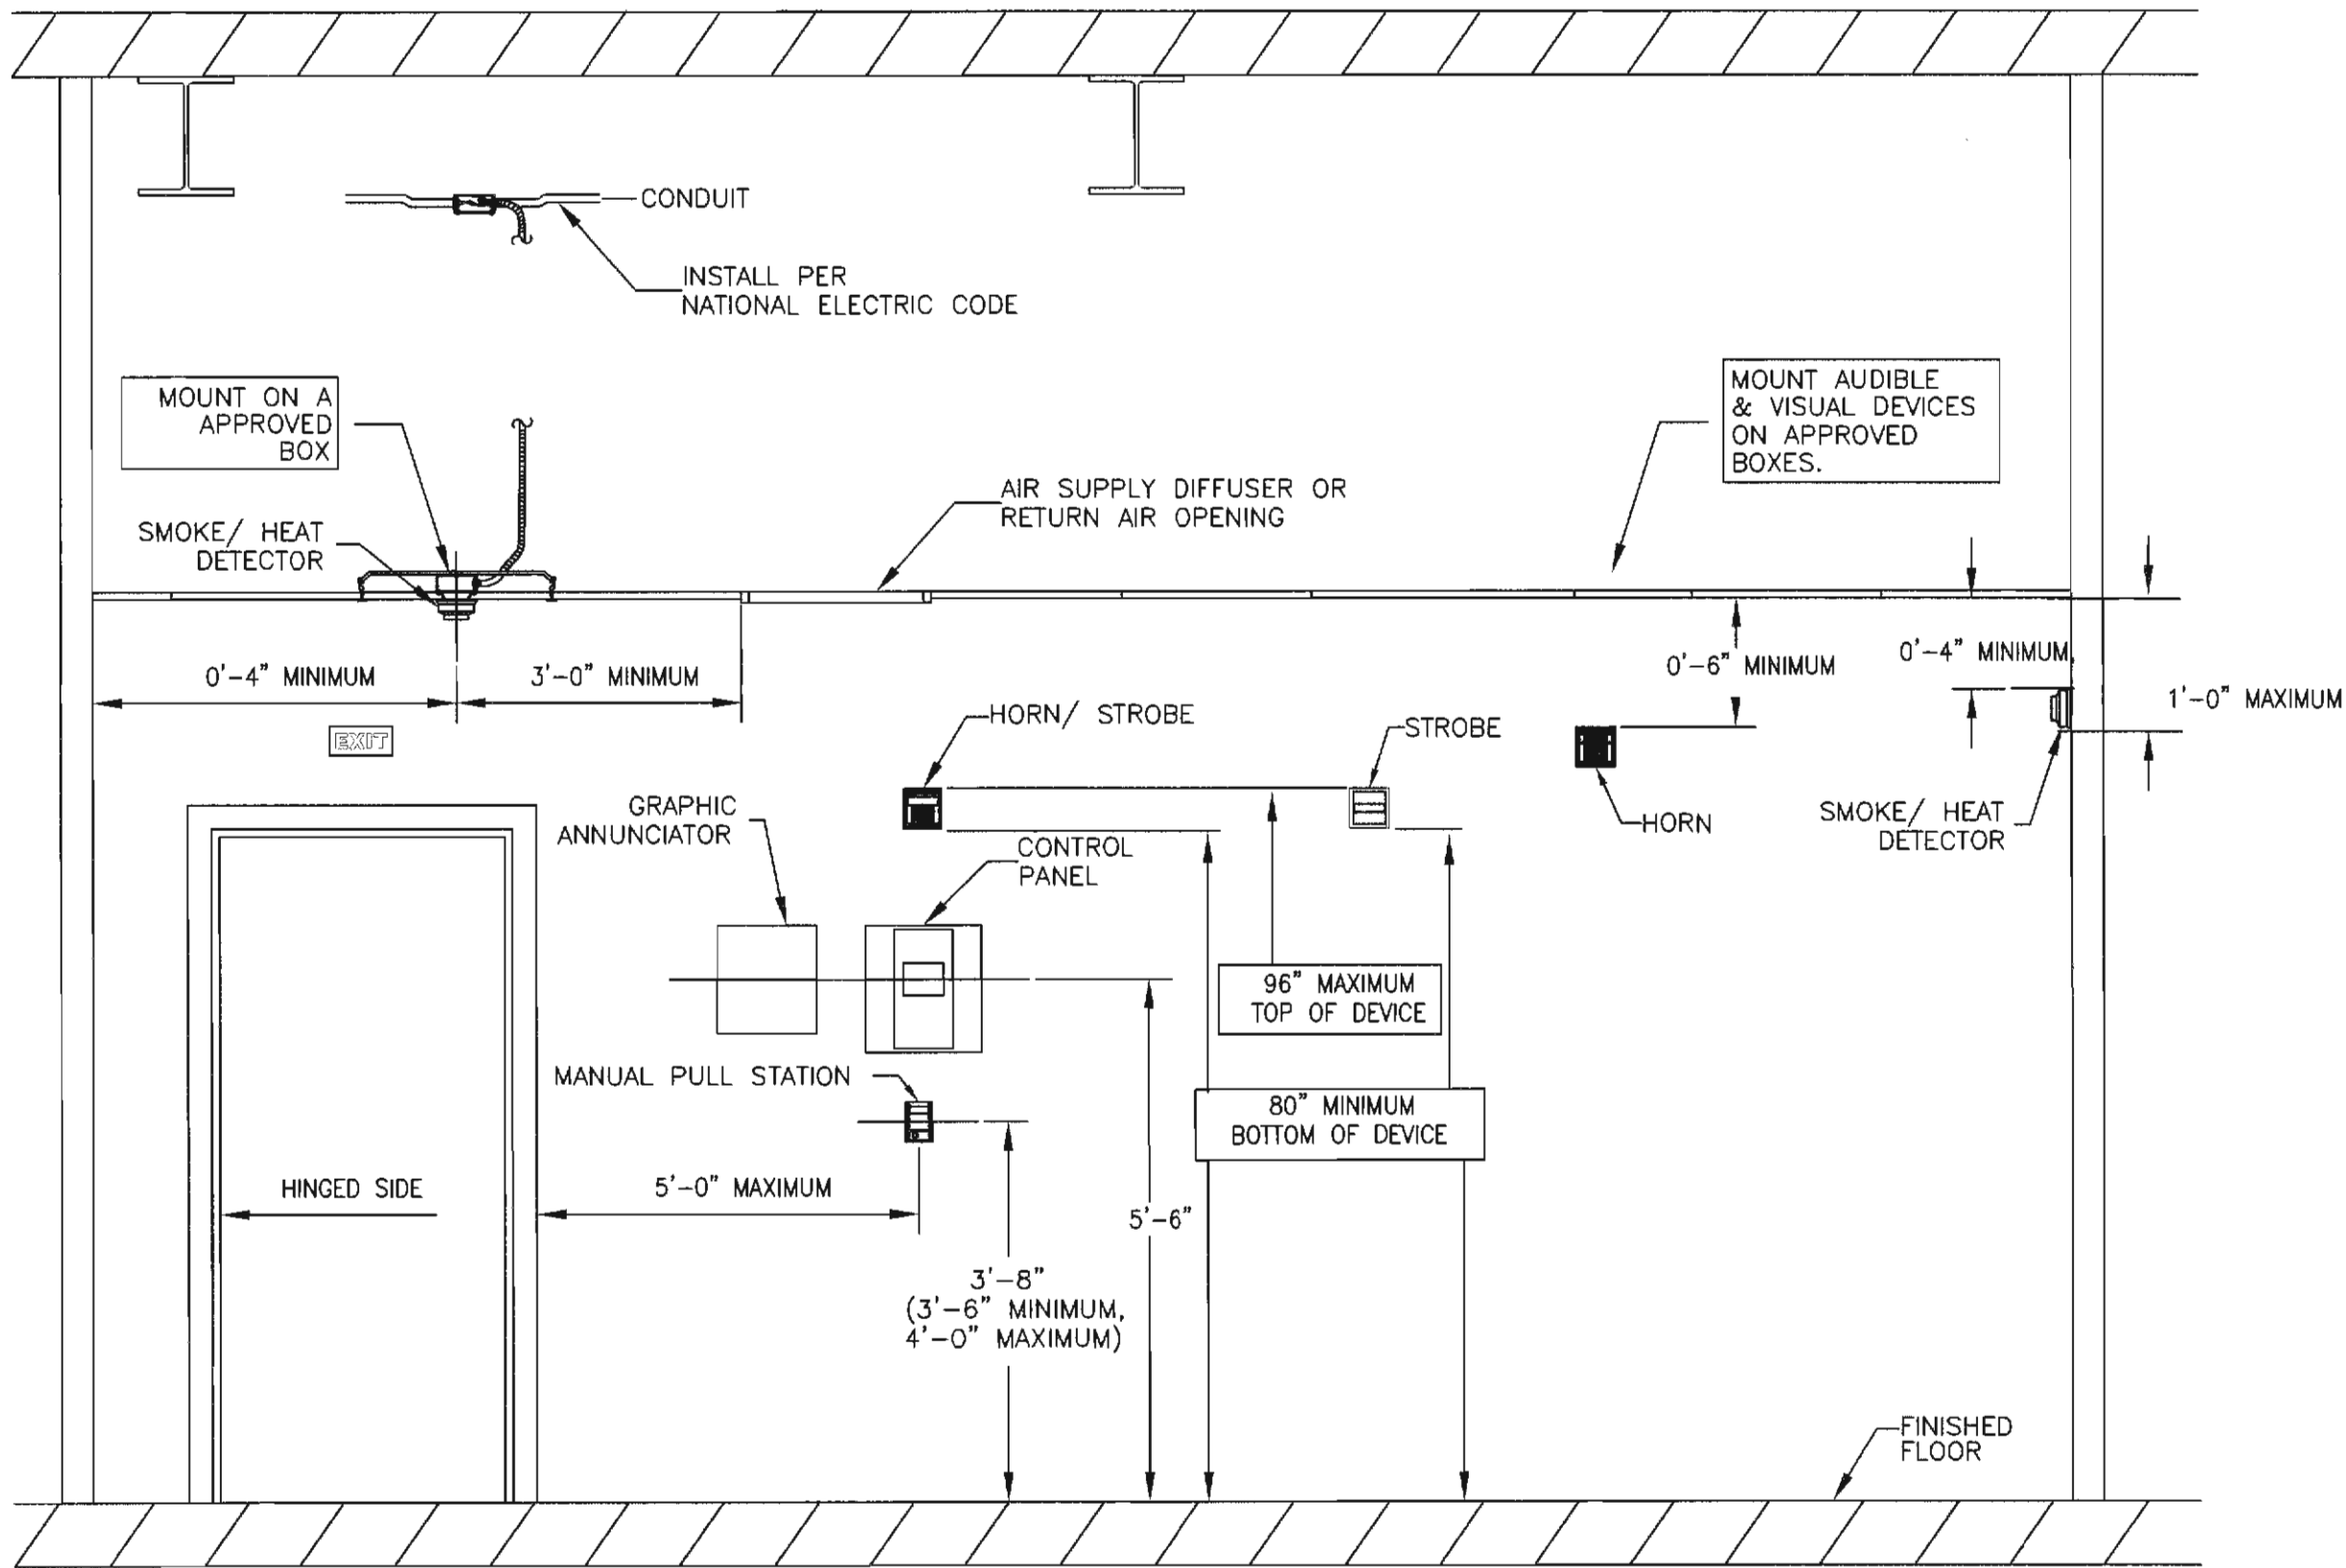 CONDUIT
INSTALL PER
NATIONAL ELECTRIC CODE
MOUNT ON A
APPROVED
BOX
MOUNT AUDIBLE
& VISUAL DEVICES
ON APPROVED
BOXES.
AIR SUPPLY DIFFUSER OR
RETURN AIR OPENING
SMOKE/ HEAT
DETECTOR
0'-4" MINIMUM
3'-0" MINIMUM
0'-6" MINIMUM
0'-4" MINIMUM
1'-0" MAXIMUM
EXIT
HORN/ STROBE
STROBE
HORN
SMOKE/ HEAT
DETECTOR
GRAPHIC
ANNUNCIATOR
CONTROL
PANEL
96" MAXIMUM
TOP OF DEVICE
MANUAL PULL STATION
80" MINIMUM
BOTTOM OF DEVICE
HINGED SIDE
5'-0" MAXIMUM
5'-6"
3'-8"
(3'-6" MINIMUM,
4'-0" MAXIMUM)
FINISHED
FLOOR